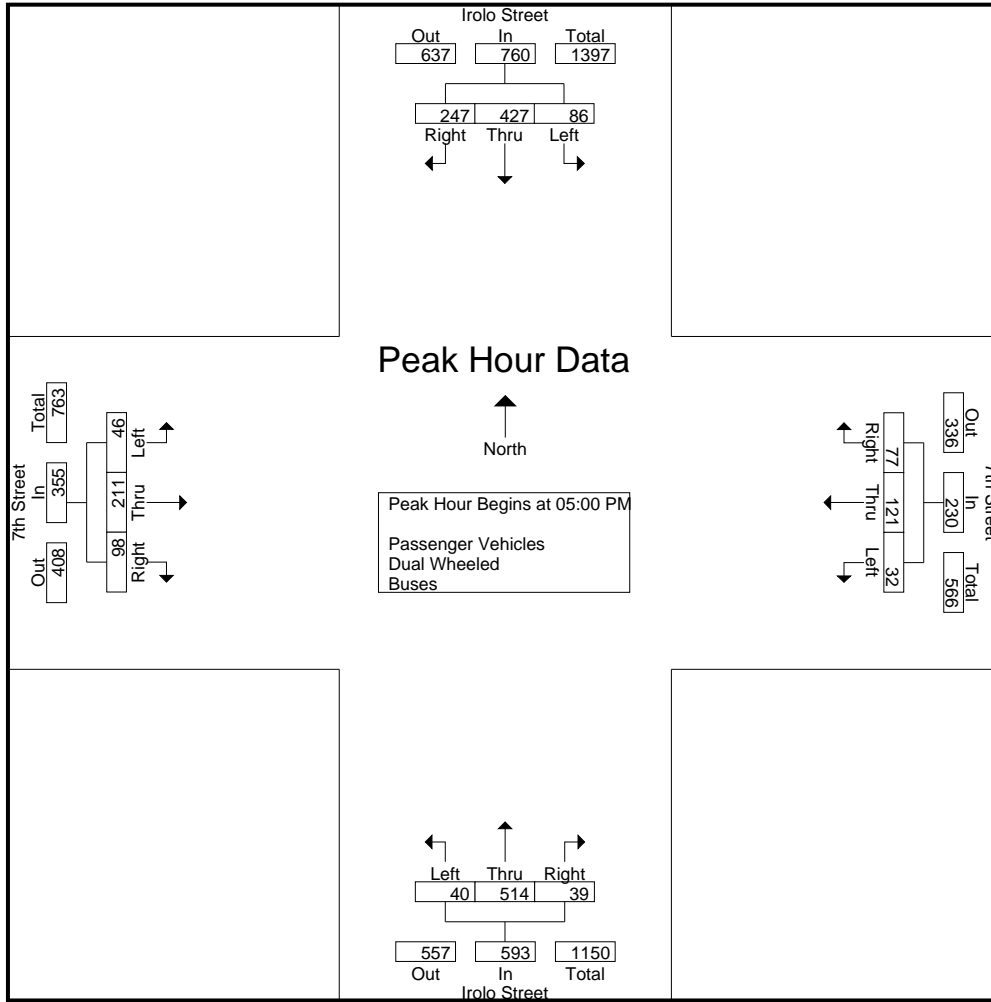 Irolo Street
Out In Total
637 760 1397
247 427 86
Right Thru Left
Peak Hour Data
North
Peak Hour Begins at 05:00 PM
Passenger Vehicles
Dual Wheeled
Buses
7th Street
Out In Total
408 355 763
Left Thru Right
46 211 98
7th Street
Out In Total
336 230 566
Right Thru Left
77 121 32
Left Thru Right
40 514 39
557 593 1150
Out In Total
Irolo Street